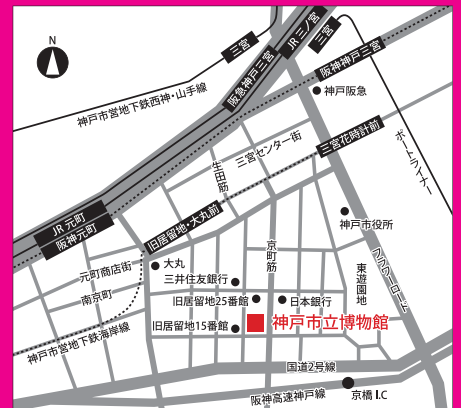 N
三宮
JR 三ノ宮
三宮
阪急神戸三宮
阪神神戸三宮
神戸市営地下鉄西神・山手線
神戸阪急
三宮センター街
三宮花時計前
ポートライナー
生田筋
JR 元町
阪神元町
旧居留地・大丸前
神戸市役所
元町商店街
大丸
京町筋
フラワーロード
三井住友銀行
東遊園地
南京町
旧居留地25番館
日本銀行
神戸市営地下鉄海岸線
旧居留地15番館
神戸市立博物館
国道2号線
阪神高速神戸線
京橋 I.C